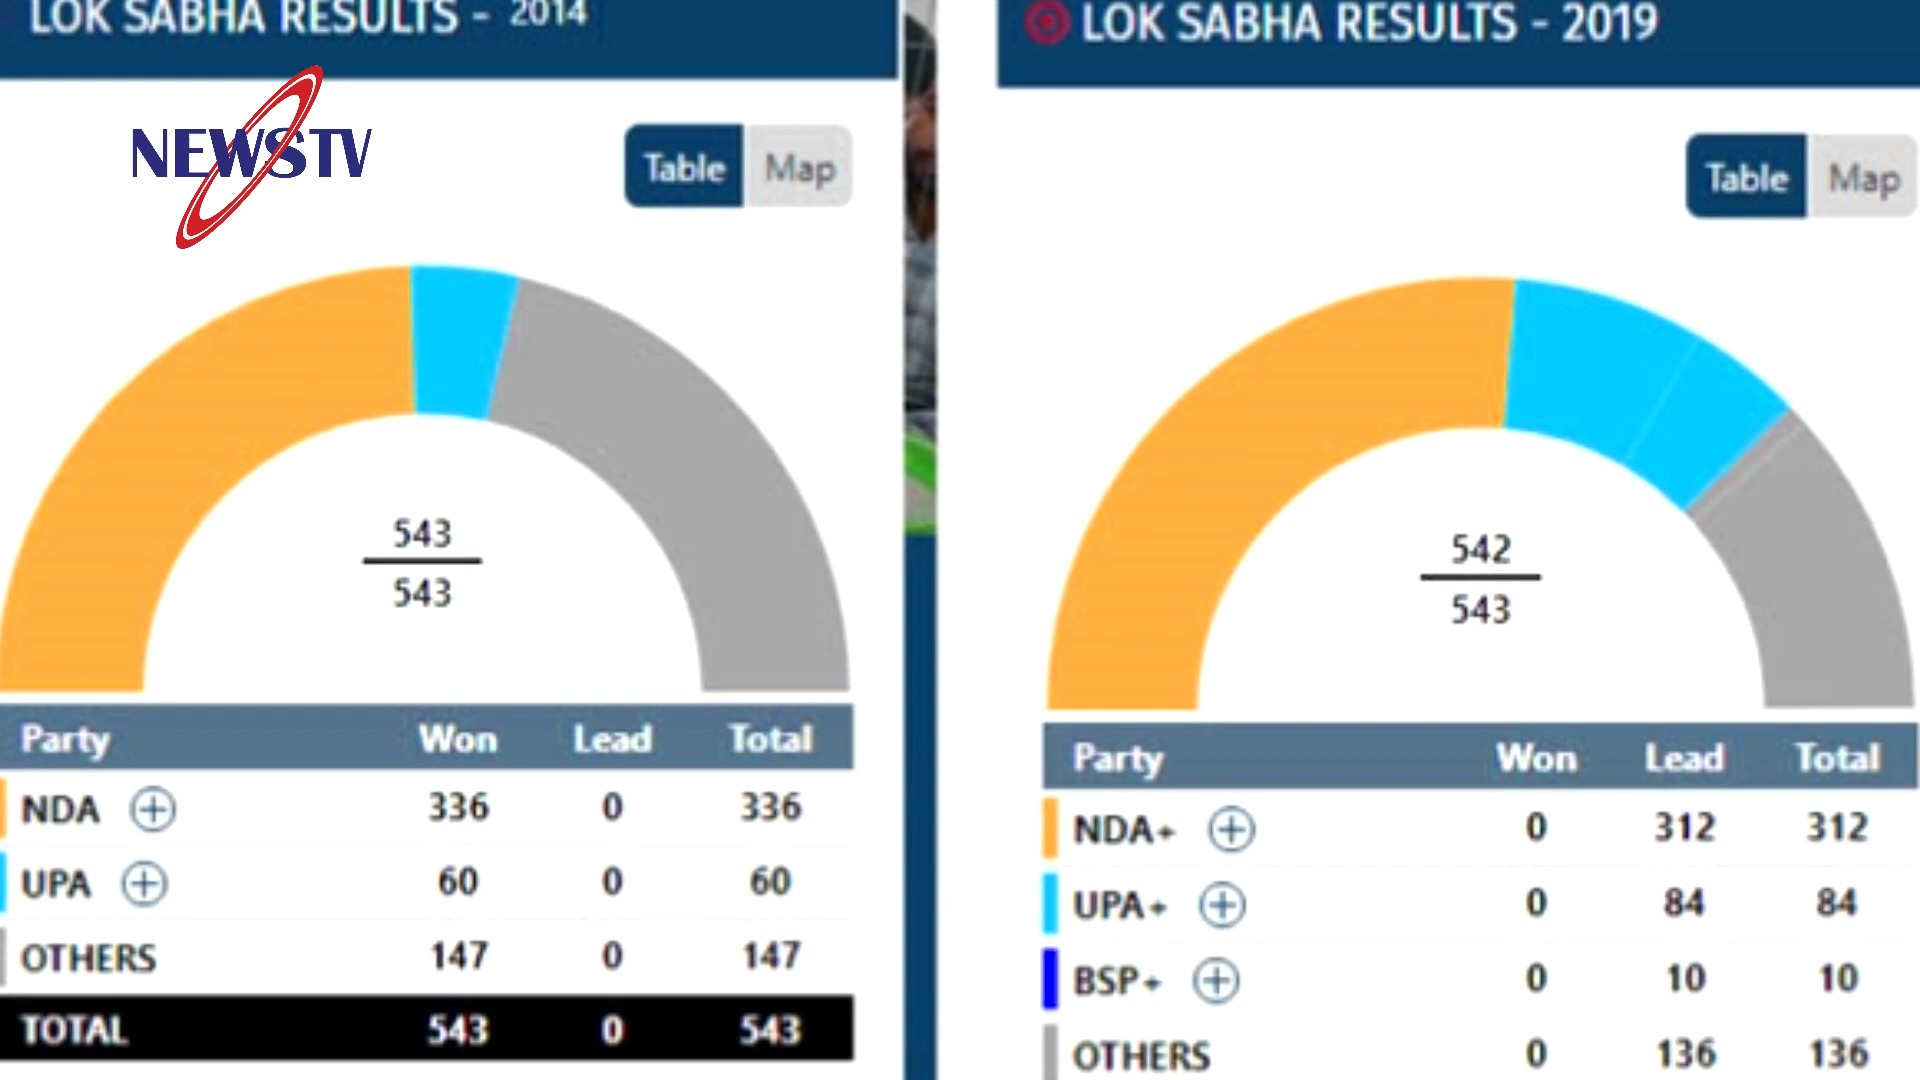 LOK SABHA RESULTS - 2014
NEWSTV
Table Map
543
543
Party Won Lead Total
NDA 336 0 336
UPA 60 0 60
OTHERS 147 0 147
TOTAL 543 0 543
LOK SABHA RESULTS - 2019
Table Map
542
543
Party Won Lead Total
NDA+ 0 312 312
UPA+ 0 84 84
BSP+ 0 10 10
OTHERS 0 136 136